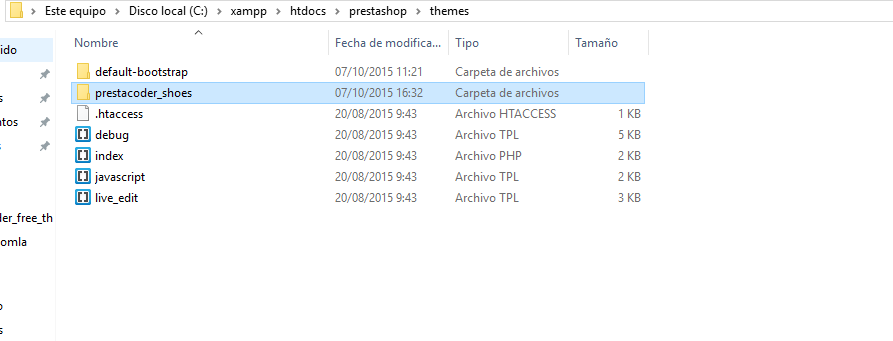 Este equipo > Disco local (C:) > xampp > htdocs > prestashop > themes
Nombre Fecha de modifica... Tipo Tamaño
ido
default-bootstrap 07/10/2015 11:21 Carpeta de archivos
prestacoder_shoes 07/10/2015 16:32 Carpeta de archivos
s
.htaccess 20/08/2015 9:43 Archivo HTACCESS 1 KB
ntos
debug 20/08/2015 9:43 Archivo TPL 5 KB
s
index 20/08/2015 9:43 Archivo PHP 2 KB
javascript 20/08/2015 9:43 Archivo TPL 2 KB
live_edit 20/08/2015 9:43 Archivo TPL 3 KB
der_free_th
omla
o
s